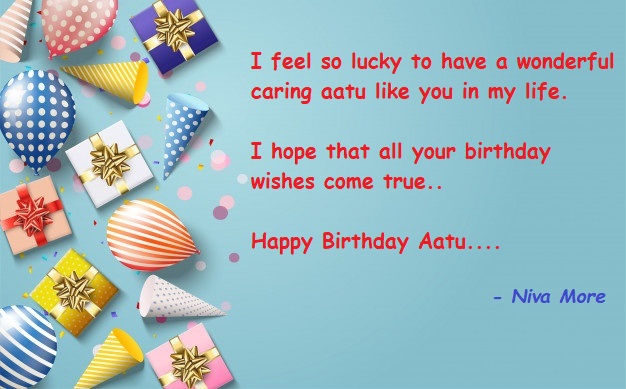 I feel so lucky to have a wonderful
caring aatu like you in my life.
I hope that all your birthday
wishes come true..
Happy Birthday Aatu....
- Niva More